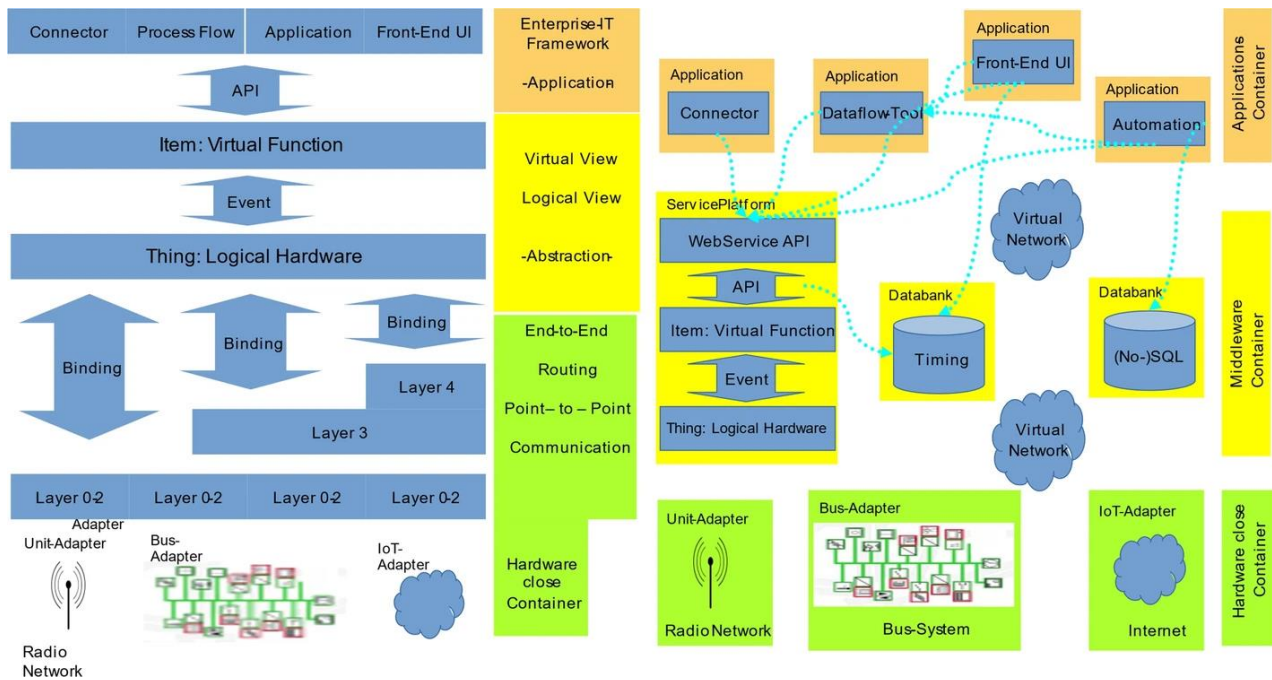 Connector
Process Flow
Application
Front-End UI
API
Item: Virtual Function
Event
Thing: Logical Hardware
Binding
Binding
Binding
Layer 4
Layer 3
Layer 0-2
Layer 0-2
Layer 0-2
Layer 0-2
Adapter
Unit-Adapter
Bus-
Adapter
IoT-
Adapter
Radio
Network
Enterprise-IT
Framework
-Application-
Virtual View
Logical View
-Abstraction-
End-to-End
Routing
Point– to – Point
Communication
Hardware
close
Container
Application
Connector
Application
Dataflow-Tool
Application
Front-End UI
Application
Automation
Applications
Container
ServicePlatform
WebService API
API
Item: Virtual Function
Event
Thing: Logical Hardware
Virtual
Network
Databank
Timing
Databank
(No-)SQL
Virtual
Network
Middleware
Container
Unit-Adapter
Radio Network
Bus-Adapter
Bus-System
IoT-Adapter
Internet
Hardware close
Container